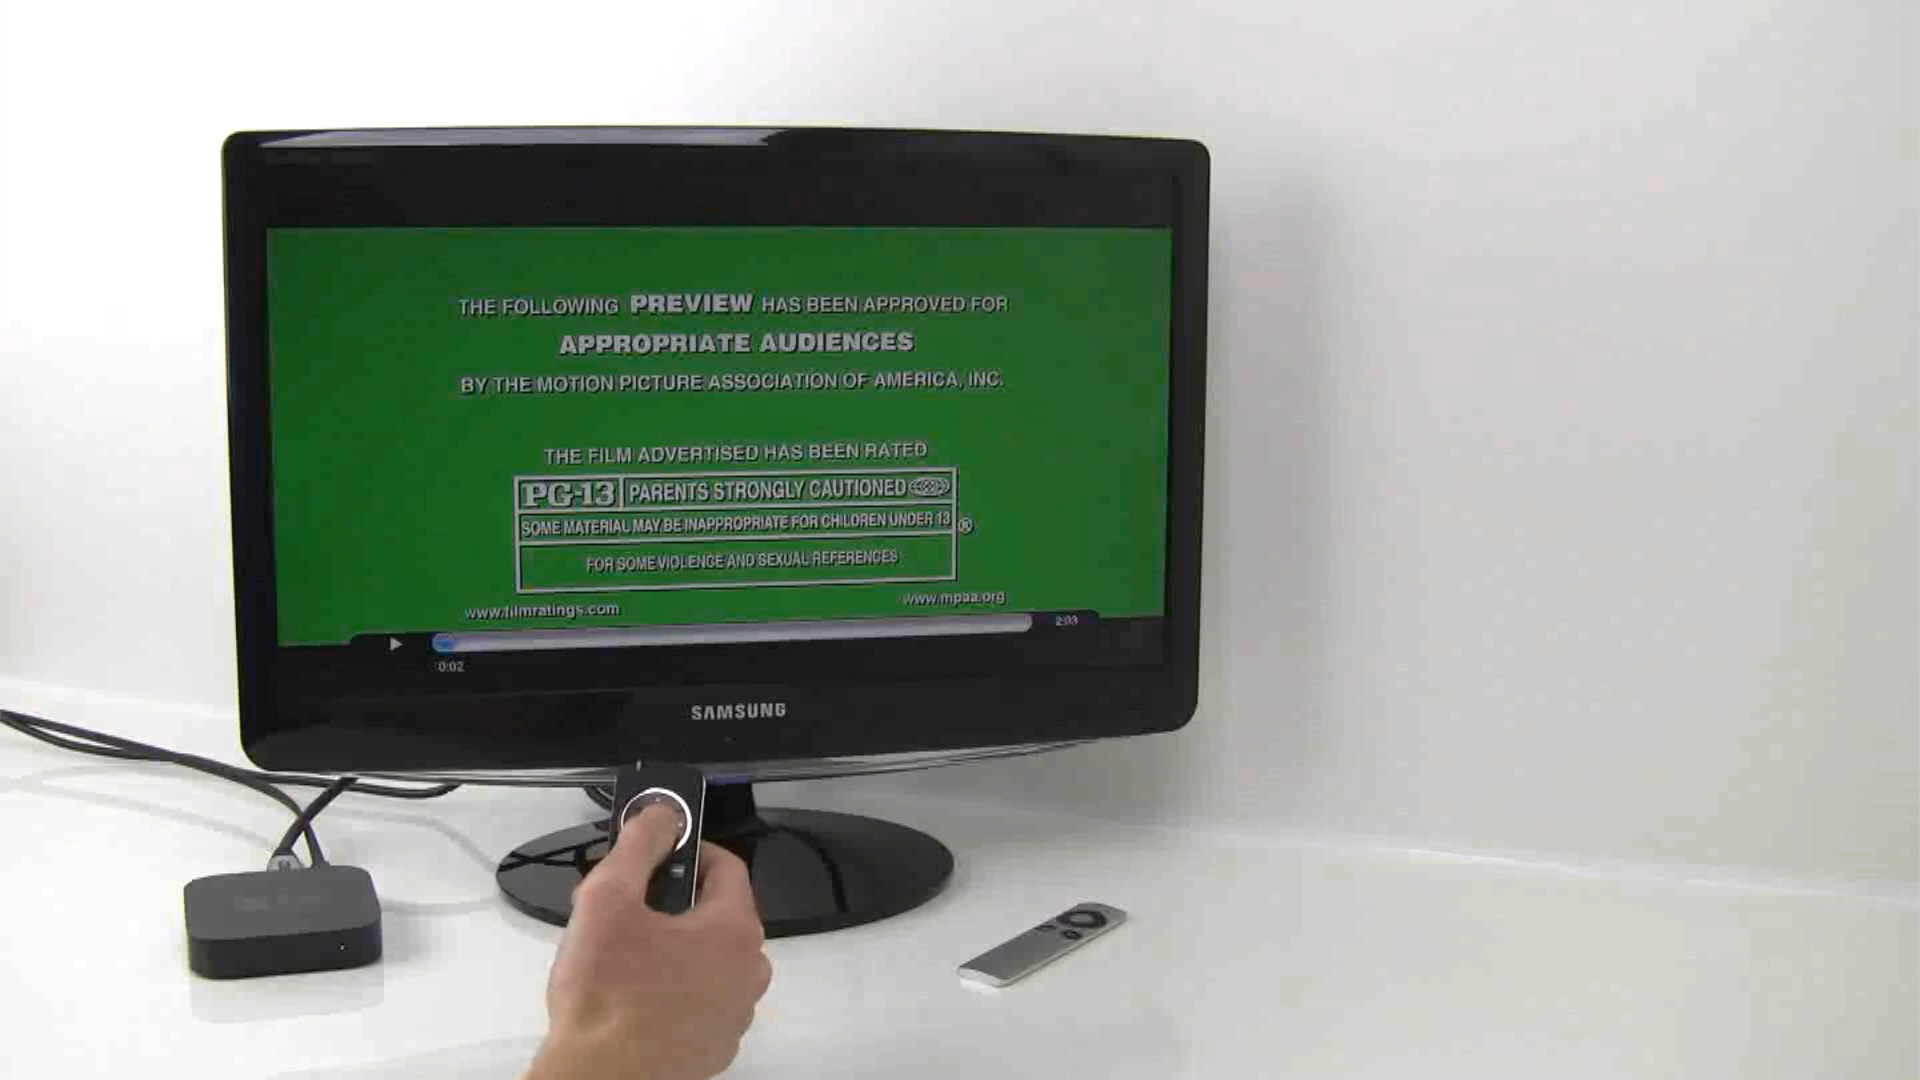 THE FOLLOWING PREVIEW HAS BEEN APPROVED FOR
APPROPRIATE AUDIENCES
BY THE MOTION PICTURE ASSOCIATION OF AMERICA, INC.
THE FILM ADVERTISED HAS BEEN RATED
PG-13 PARENTS STRONGLY CAUTIONED
SOME MATERIAL MAY BE INAPPROPRIATE FOR CHILDREN UNDER 13 ®
FOR SOME VIOLENCE AND SEXUAL REFERENCES
www.filmratings.com www.mpaa.org
2:03
0:02
SAMSUNG